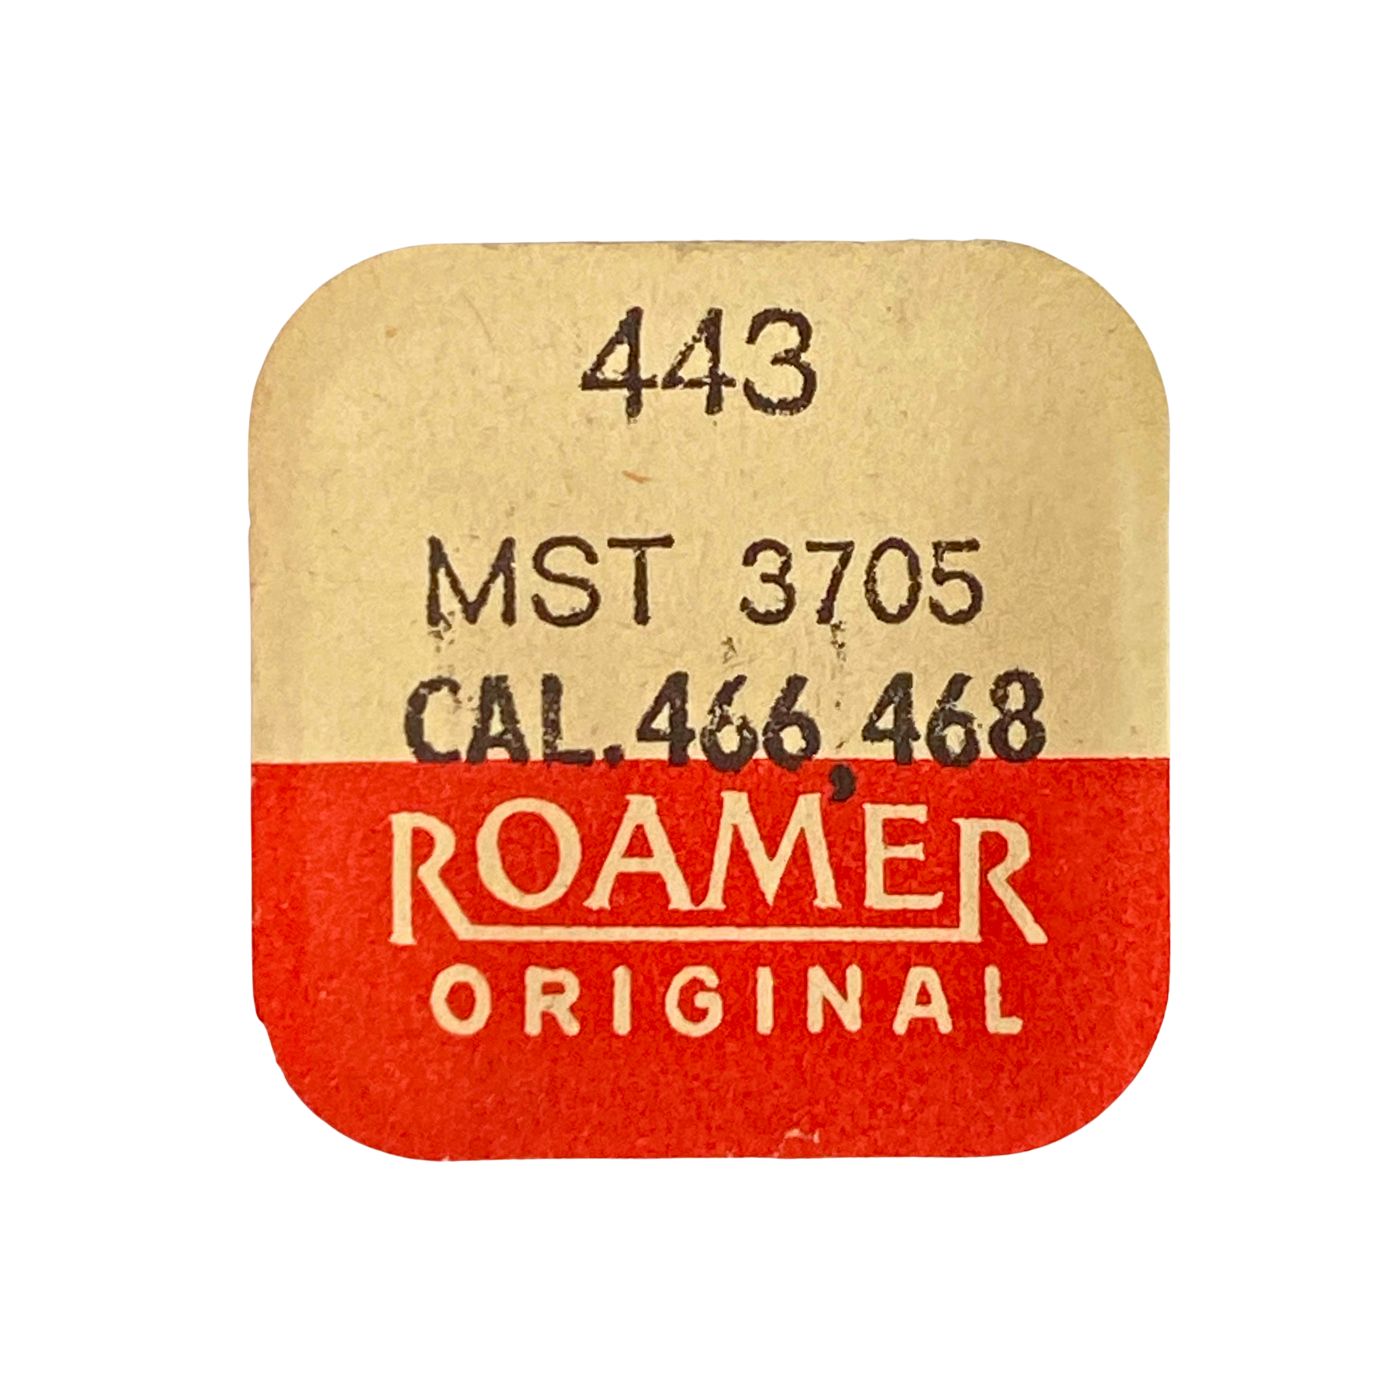 443
MST 3705
CAL. 466, 468
ROAMER
ORIGINAL